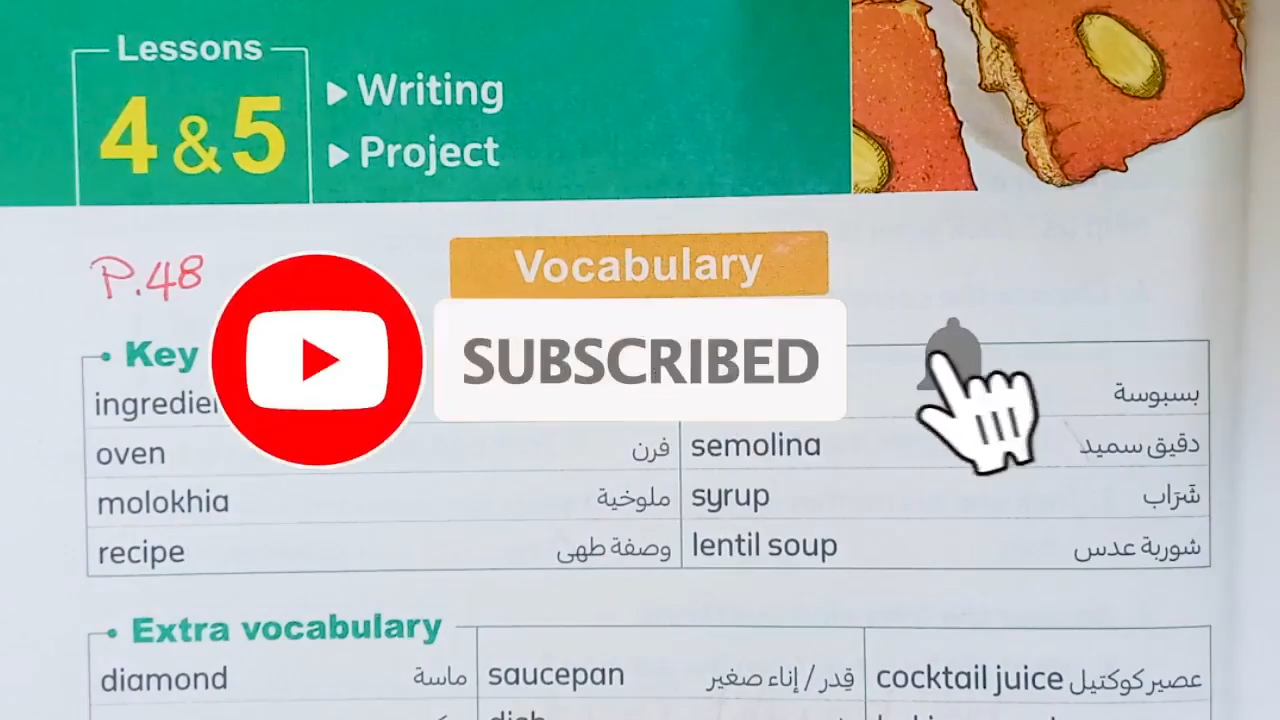 Lessons
4 & 5
▸ Writing
▸ Project
P.48
Vocabulary
SUBSCRIBED
• Key
بسبوسة
oven فرن semolina دقيق سميد
molokhia ملوخية syrup شَرَاب
recipe وصفة طهى lentil soup شوربة عدس
• Extra vocabulary
diamond ماسة saucepan قِدر / إناء صغير cocktail juice عصير كوكتيل